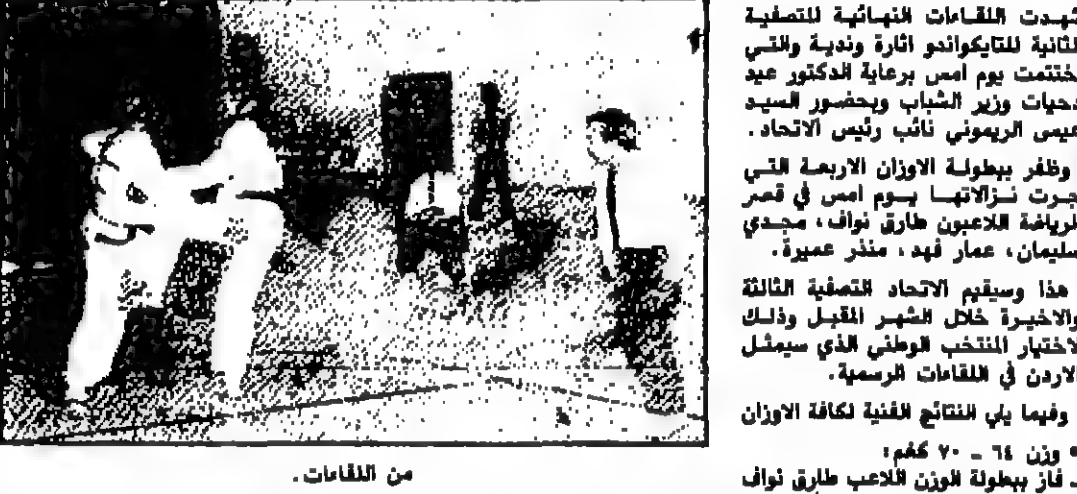 شهدت اللقاءات النهائية للتصفية
الثانية للتايكواندو اثارة وندية والتي
اختتمت يوم امس برعاية الدكتور عيد
دحيات وزير الشباب وبحضور السيد
عيسى الريموني نائب رئيس الاتحاد.
وظفر ببطولة الاوزان الاربعة التي
جرت نزالاتها يوم امس في قصر
الرياضة اللاعبون طارق نواف، مجدي
سليمان، عمار فهد، منذر عميرة.
هذا وسيقيم الاتحاد التصفية الثالثة
والاخيرة خلال الشهر المقبل وذلك
لاختيار المنتخب الوطني الذي سيمثل
الاردن في اللقاءات الرسمية.
وفيما يلي النتائج الفنية لكافة الاوزان
* وزن ٦٤ ـ ٧٠ كغم:
ـ فاز ببطولة الوزن اللاعب طارق نواف
من اللقاءات.